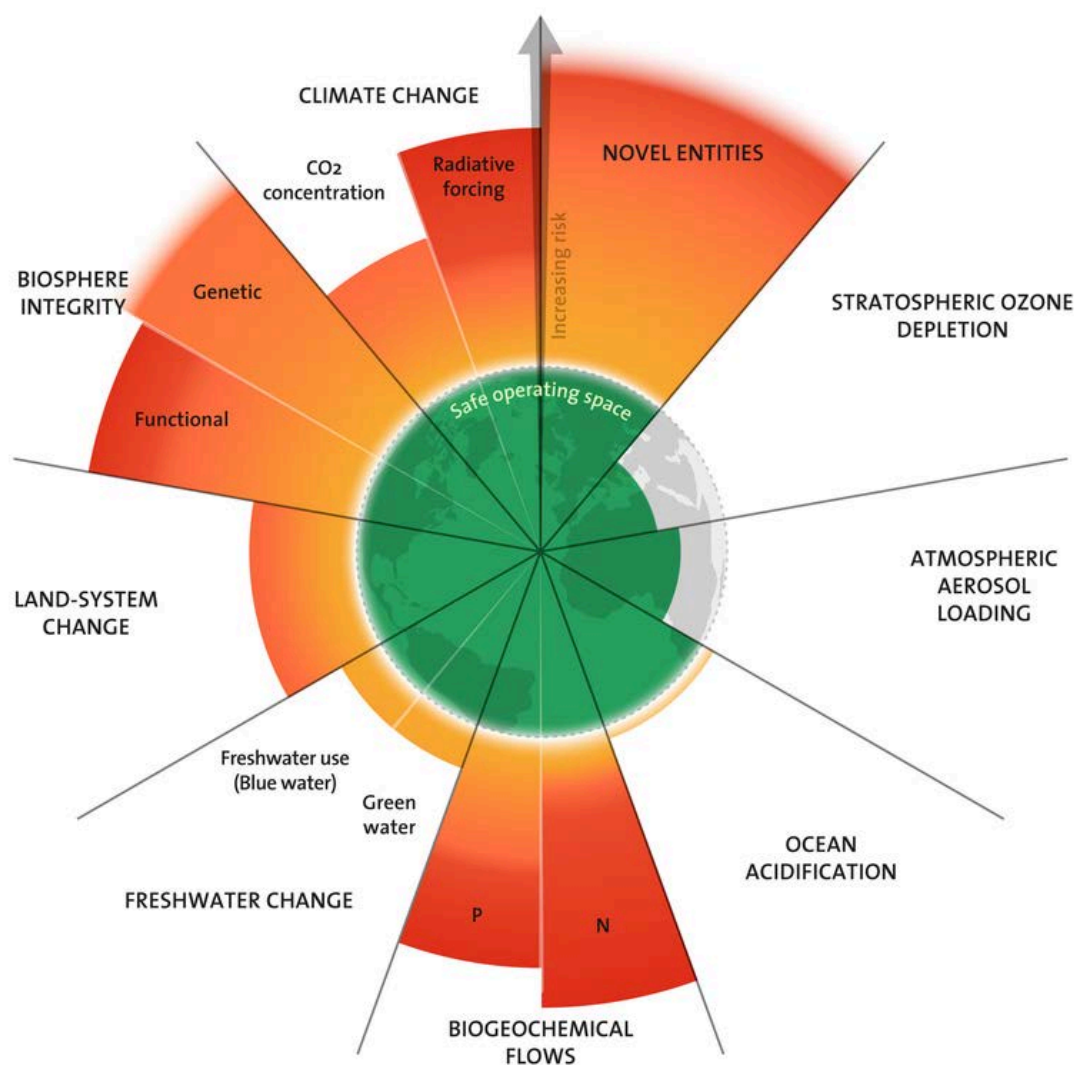 CLIMATE CHANGE
CO2
concentration
Radiative
forcing
NOVEL ENTITIES
Increasing risk
BIOSPHERE
INTEGRITY
Genetic
Functional
STRATOSPHERIC OZONE
DEPLETION
Safe operating space
ATMOSPHERIC
AEROSOL
LOADING
LAND-SYSTEM
CHANGE
Freshwater use
(Blue water)
Green
water
FRESHWATER CHANGE
OCEAN
ACIDIFICATION
P
N
BIOGEOCHEMICAL
FLOWS